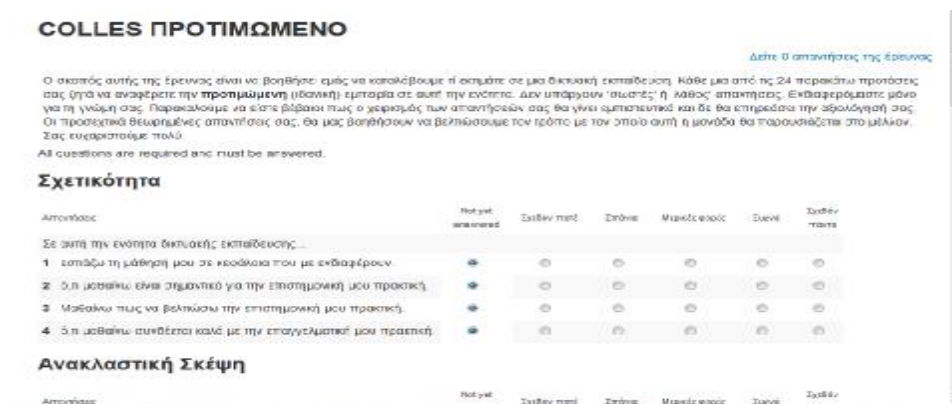 COLLES ΠΡΟΤΙΜΩΜΕΝΟ
Δείτε 0 απαντήσεις της έρευνας
Ο σκοπός αυτής της έρευνας είναι να βοηθήσει εμάς να καταλάβουμε τί εκτιμάτε σε μια δικτυακή εκπαίδευση. Κάθε μια από τις 24 παρακάτω προτάσεις
σας ζητά να αναφέρετε την προτιμώμενη (ιδανική) εμπειρία σε αυτή την ενότητα. Δεν υπάρχουν 'σωστές' ή 'λάθος' απαντήσεις. Ενδιαφερόμαστε μόνο
για τη γνώμη σας. Παρακαλούμε να είστε βέβαιοι πως ο χειρισμός των απαντήσεών σας θα γίνει εμπιστευτικά και δε θα επηρεάσει την αξιολόγησή σας.
Οι προσεχτικά θεωρημένες απαντήσεις σας, θα μας βοηθήσουν να βελτιώσουμε τον τρόπο με τον οποίο αυτή η μονάδα θα παρουσιάζεται στο μέλλον.
Σας ευχαριστούμε πολύ.
All questions are required and must be answered.
Σχετικότητα
Απαντήσεις Not yet answered Σχεδόν ποτέ Σπάνια Μερικές φορές Συχνά Σχεδόν πάντα
Σε αυτή την ενότητα δικτυακής εκπαίδευσης...
1 εστιάζω τη μάθησή μου σε κεφάλαια που με ενδιαφέρουν.
2 ό,τι μαθαίνω είναι σημαντικό για την επιστημονική μου πρακτική.
3 Μαθαίνω πως να βελτιώσω την επιστημονική μου πρακτική.
4 ό,τι μαθαίνω συνδέεται καλά με την επαγγελματική μου πρακτική.
Ανακλαστική Σκέψη
Απαντήσεις Not yet Σχεδόν ποτέ Σπάνια Μερικές φορές Συχνά Σχεδόν